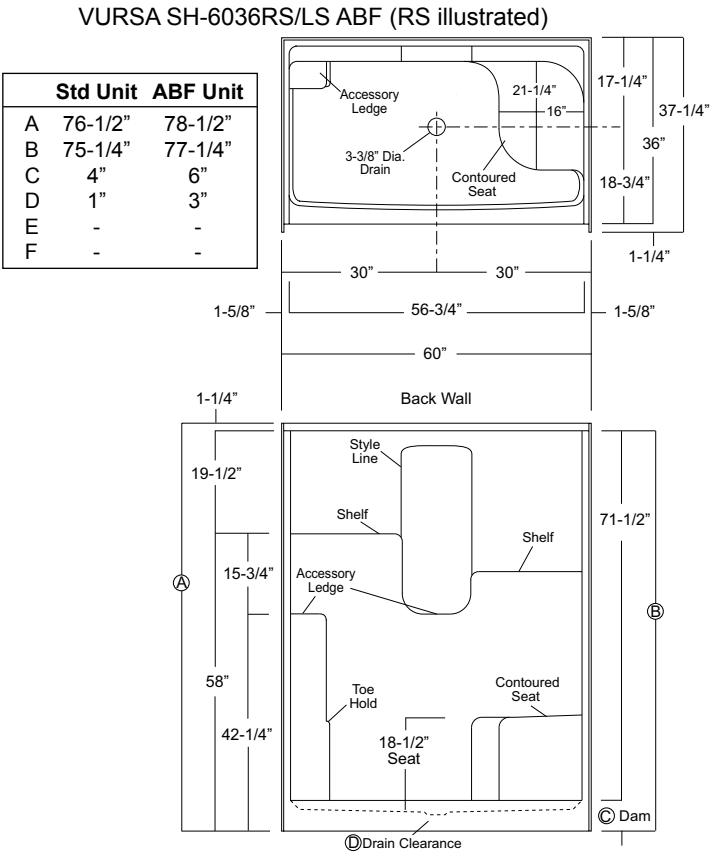 VURSA SH-6036RS/LS ABF (RS illustrated)
Std Unit ABF Unit
A 76-1/2” 78-1/2”
B 75-1/4” 77-1/4”
C 4” 6”
D 1” 3”
E - -
F - -
Accessory
Ledge
3-3/8” Dia.
Drain
Contoured
Seat
21-1/4”
16”
17-1/4”
37-1/4”
36”
18-3/4”
1-1/4”
30” 30”
1-5/8” 56-3/4” 1-5/8”
60”
Back Wall
1-1/4”
19-1/2”
Style
Line
Shelf
Shelf
71-1/2”
15-3/4”
Accessory
Ledge
A
B
58”
Toe
Hold
Contoured
Seat
42-1/4”
18-1/2”
Seat
C Dam
D Drain Clearance